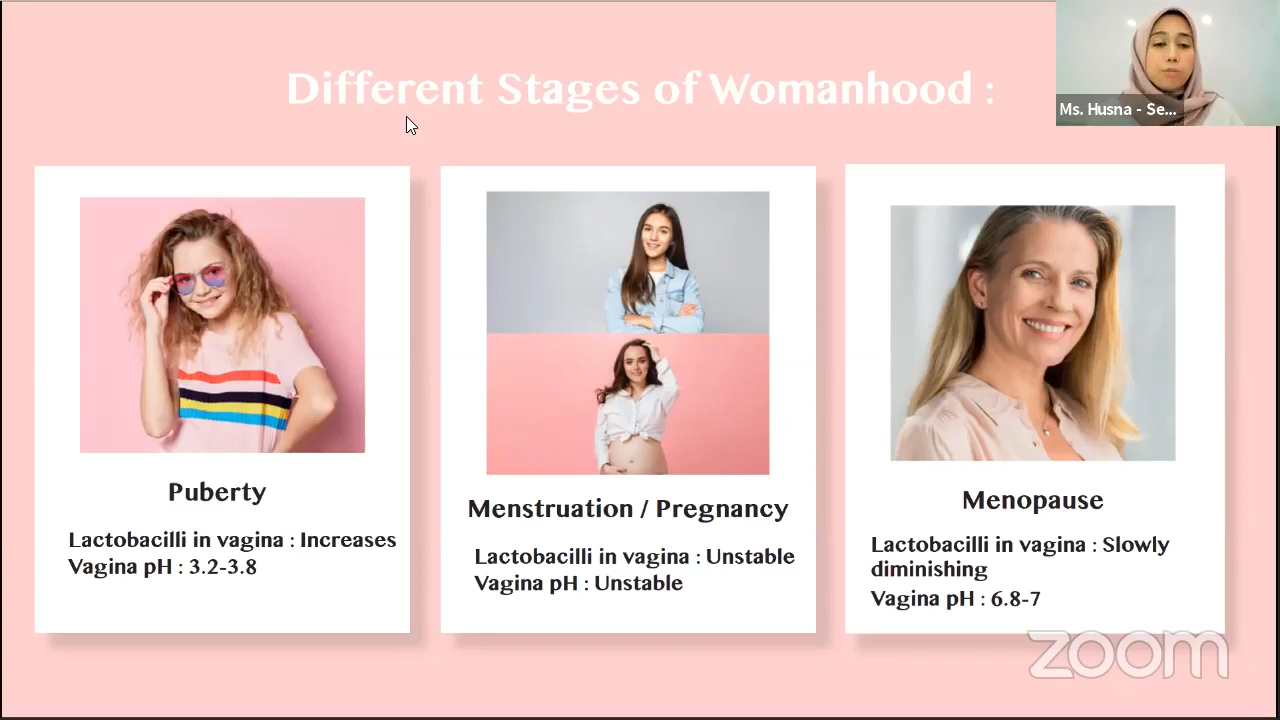 Different Stages of Womanhood :
Ms. Husna - Se...
Puberty
Lactobacilli in vagina : Increases
Vagina pH : 3.2-3.8
Menstruation / Pregnancy
Lactobacilli in vagina : Unstable
Vagina pH : Unstable
Menopause
Lactobacilli in vagina : Slowly
diminishing
Vagina pH : 6.8-7
zoom